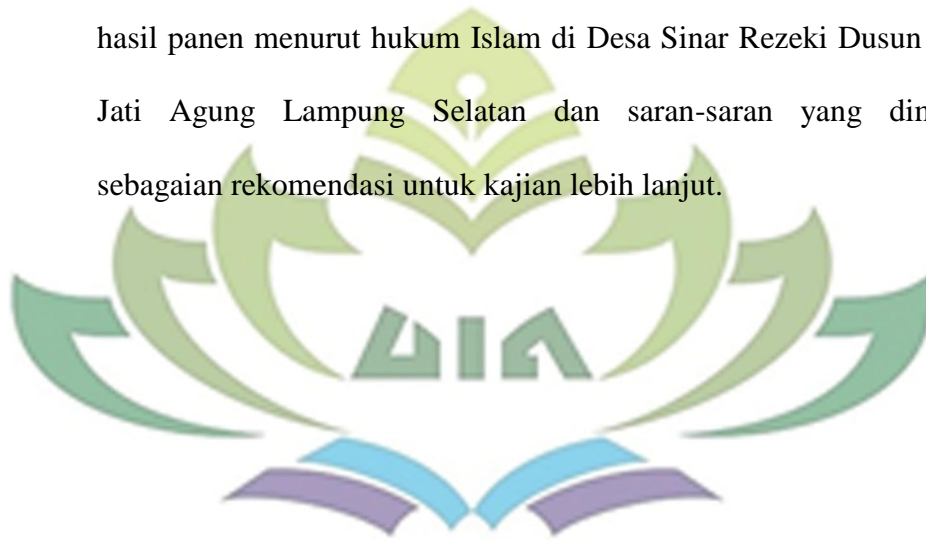 hasil panen menurut hukum Islam di Desa Sinar Rezeki Dusun
Jati Agung Lampung Selatan dan saran-saran yang
sebagaian rekomendasi untuk kajian lebih lanjut.
UIN